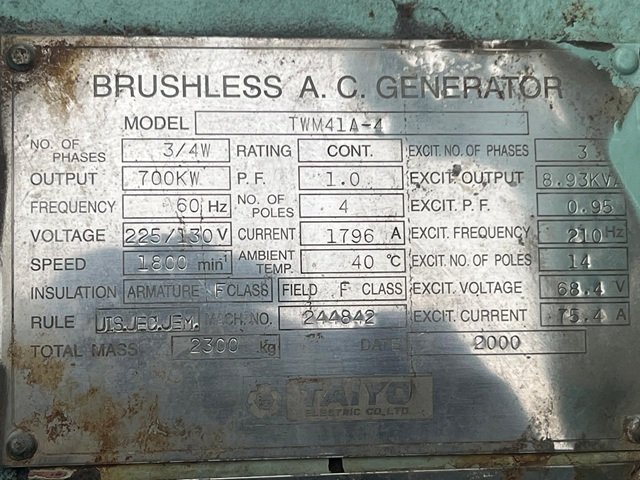 BRUSHLESS A. C. GENERATOR
MODEL TWM41A-4
NO. OF PHASES 3/4W RATING CONT. EXCIT. NO. OF PHASES 3
OUTPUT 700KW P. F. 1.0 EXCIT. OUTPUT 8.93KVA
FREQUENCY 60 Hz NO. OF POLES 4 EXCIT. P. F. 0.95
VOLTAGE 225/130 V CURRENT 1796 A EXCIT. FREQUENCY 210 Hz
SPEED 1800 min⁻¹ AMBIENT TEMP. 40 °C EXCIT. NO. OF POLES 14
INSULATION ARMATURE F CLASS FIELD F CLASS EXCIT. VOLTAGE 68.4 V
RULE JIS.JEC.JEM. MACH. NO. 244842 EXCIT. CURRENT 75.4 A
TOTAL MASS 2300 kg DATE 2000
TAIYO
ELECTRIC CO., LTD.